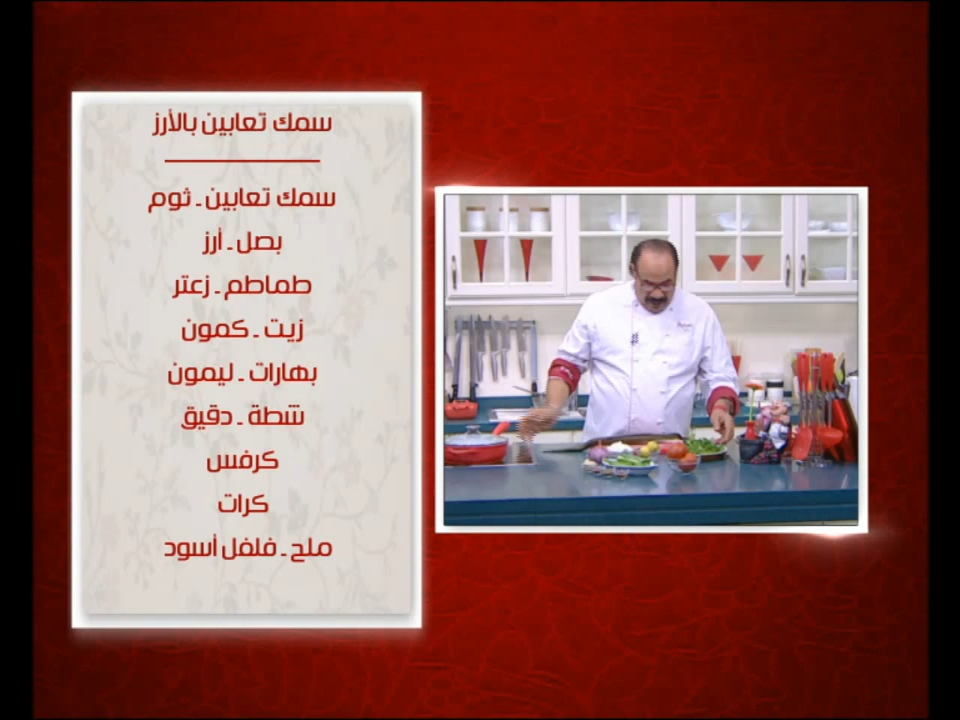 سمك تعابين بالأرز
سمك تعابين - ثوم
بصل - أرز
طماطم - زعتر
زيت - كمون
بهارات - ليمون
شطة - دقيق
كرفس
كرات
ملح - فلفل أسود